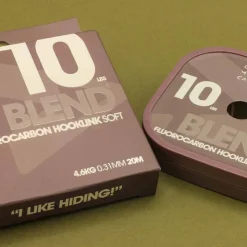 10 LBS
BLEND
FLUOROCARBON HOOKLINK SOFT
4.6KG 0.31MM 20M
"I LIKE HIDING!"
10 LBS
BLEND
FLUOROCARBON HOOKLINK